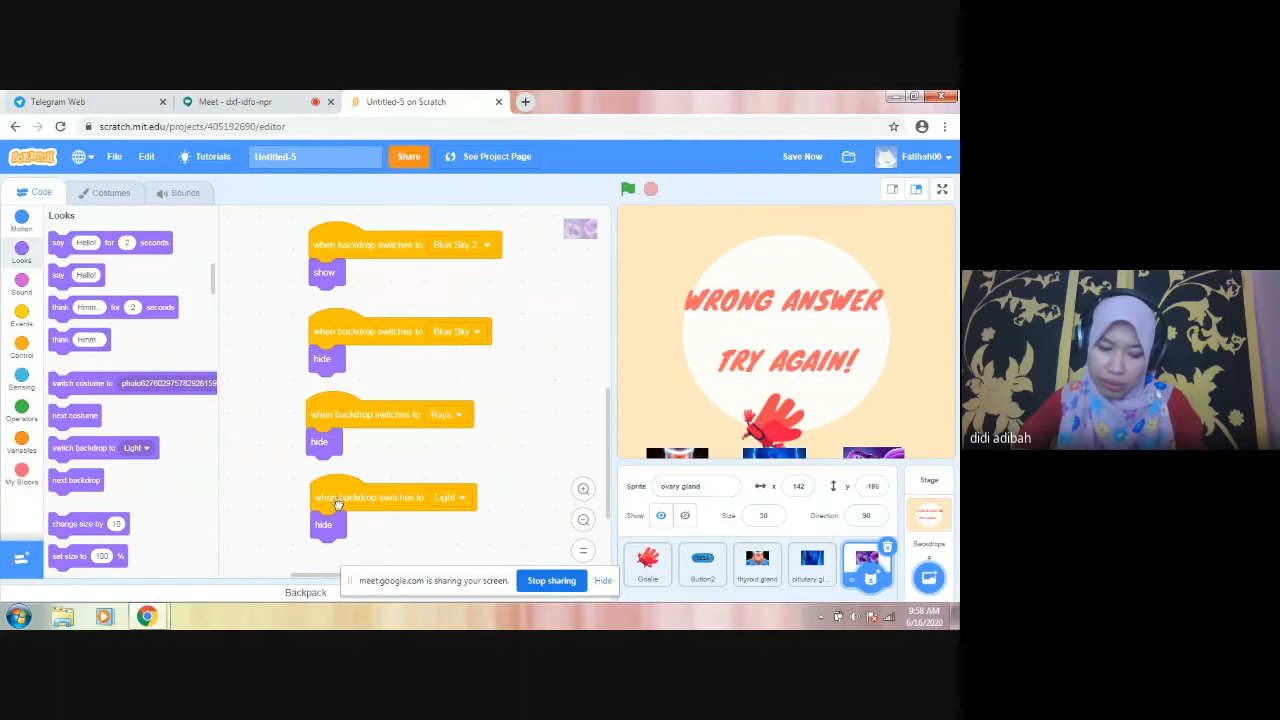 Telegram Web
Meet - dxf-idfo-npr
Untitled-5 on Scratch
scratch.mit.edu/projects/405192690/editor
SCRATCH
File
Edit
Tutorials
Untitled-5
Share
See Project Page
Save Now
Fatihah00
Code
Costumes
Sounds
Motion
Looks
Sound
Events
Control
Sensing
Operators
Variables
My Blocks
Looks
say Hello! for 2 seconds
say Hello!
think Hmm... for 2 seconds
think Hmm...
switch costume to
next costume
switch backdrop to Light
next backdrop
change size by 10
set size to 100 %
when backdrop switches to Blue Sky 2
show
when backdrop switches to Blue Sky
hide
when backdrop switches to Rays
hide
when backdrop switches to Light
hide
Backpack
WRONG ANSWER
TRY AGAIN!
Sprite ovary gland x 142 y -196
Show Size 30 Direction 90
Goalie
Button2
thyroid gland
pitiutary gl...
Stage
Backdrops
4
meet.google.com is sharing your screen. Stop sharing Hide
9:58 AM
6/16/2020
didi adibah